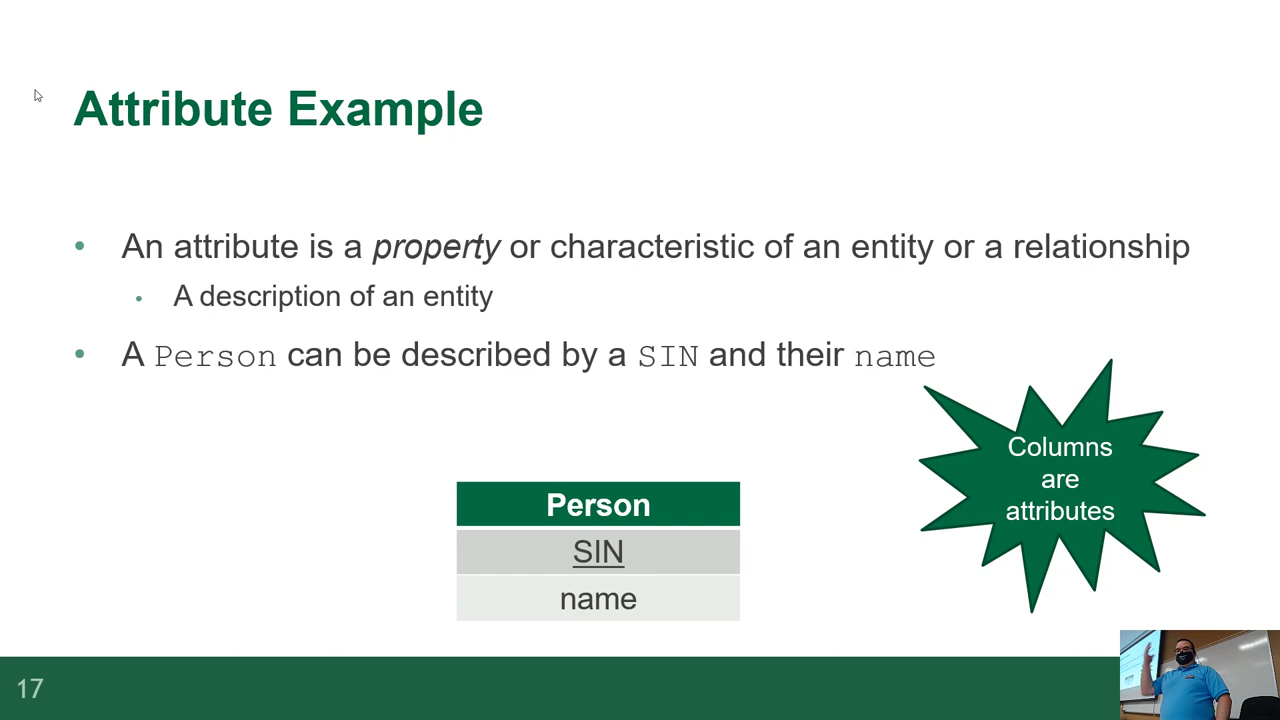 Attribute Example
• An attribute is a property or characteristic of an entity or a relationship
• A description of an entity
• A Person can be described by a SIN and their name
Columns
are
attributes
Person
SIN
name
17